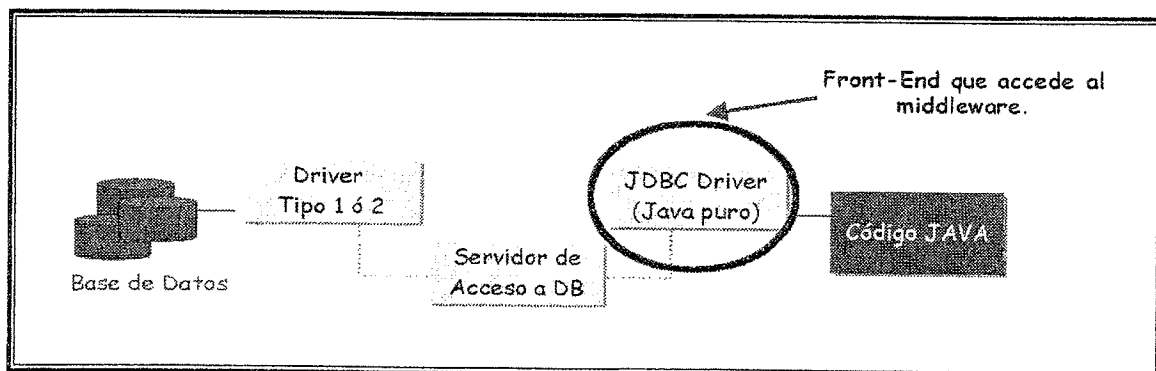 Front-End que accede al
middleware.
Driver
Tipo 1 ó 2
JDBC Driver
(Java puro)
Código JAVA
Servidor de
Acceso a DB
Base de Datos